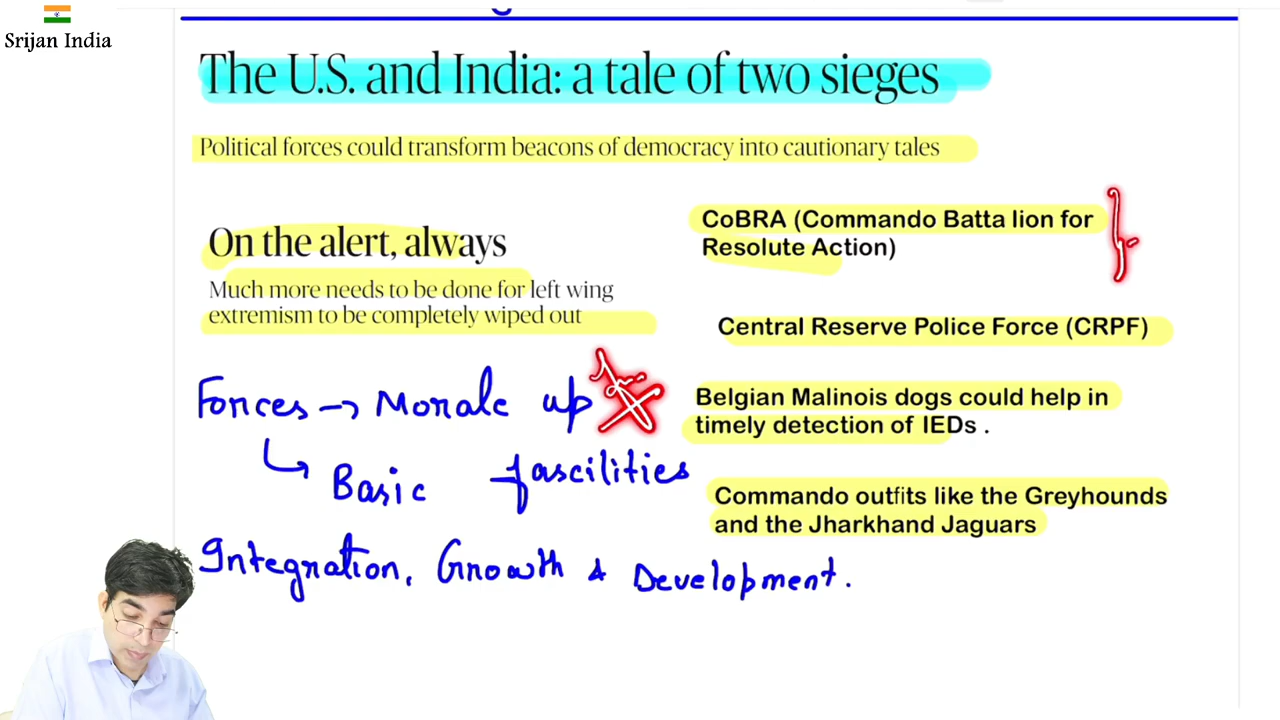 Srijan India
The U.S. and India: a tale of two sieges
Political forces could transform beacons of democracy into cautionary tales
On the alert, always
Much more needs to be done for left wing
extremism to be completely wiped out
CoBRA (Commando Batta lion for
Resolute Action)
Central Reserve Police Force (CRPF)
Belgian Malinois dogs could help in
timely detection of IEDs .
Commando outfits like the Greyhounds
and the Jharkhand Jaguars
Forces → Morale up
Basic fascilities
Integration, Growth & Development.